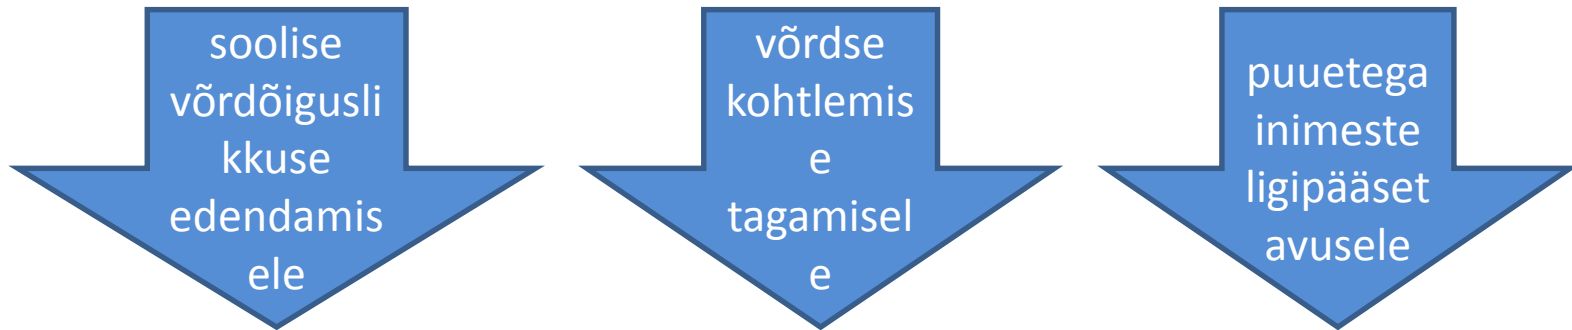 soolise
võrdõigusli
kkuse
edendamis
ele
võrdse
kohtlemis
e
tagamisel
e
puuetega
inimeste
ligipääset
avusele